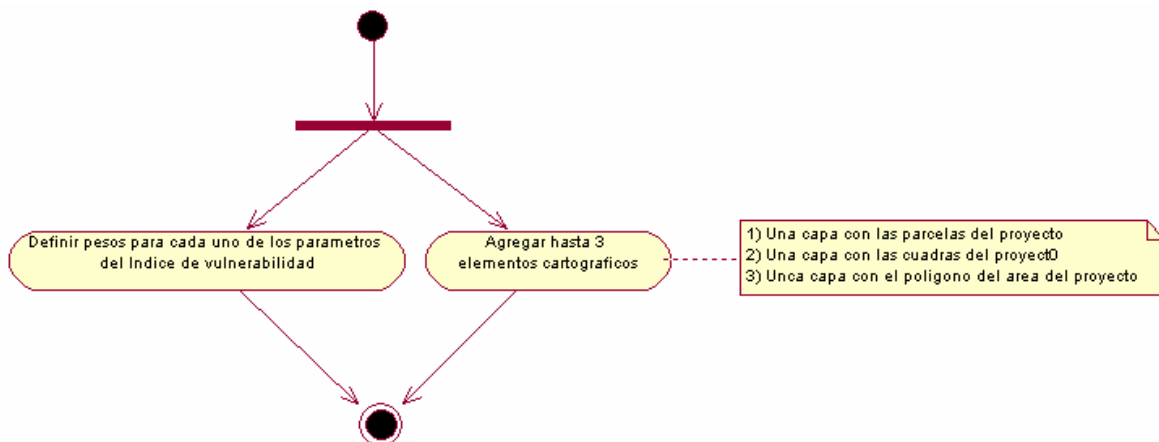 Definir pesos para cada uno de los parametros
del Indice de vulnerabilidad
Agregar hasta 3
elementos cartograficos
1) Una capa con las parcelas del proyecto
2) Una capa con las cuadras del proyect0
3) Unca capa con el poligono del area del proyecto